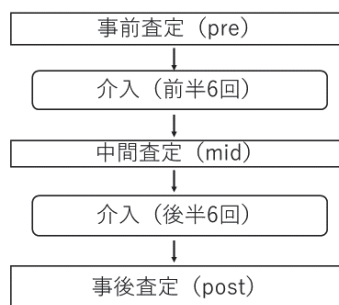 事前査定（pre）
介入（前半6回）
中間査定（mid）
介入（後半6回）
事後査定（post）